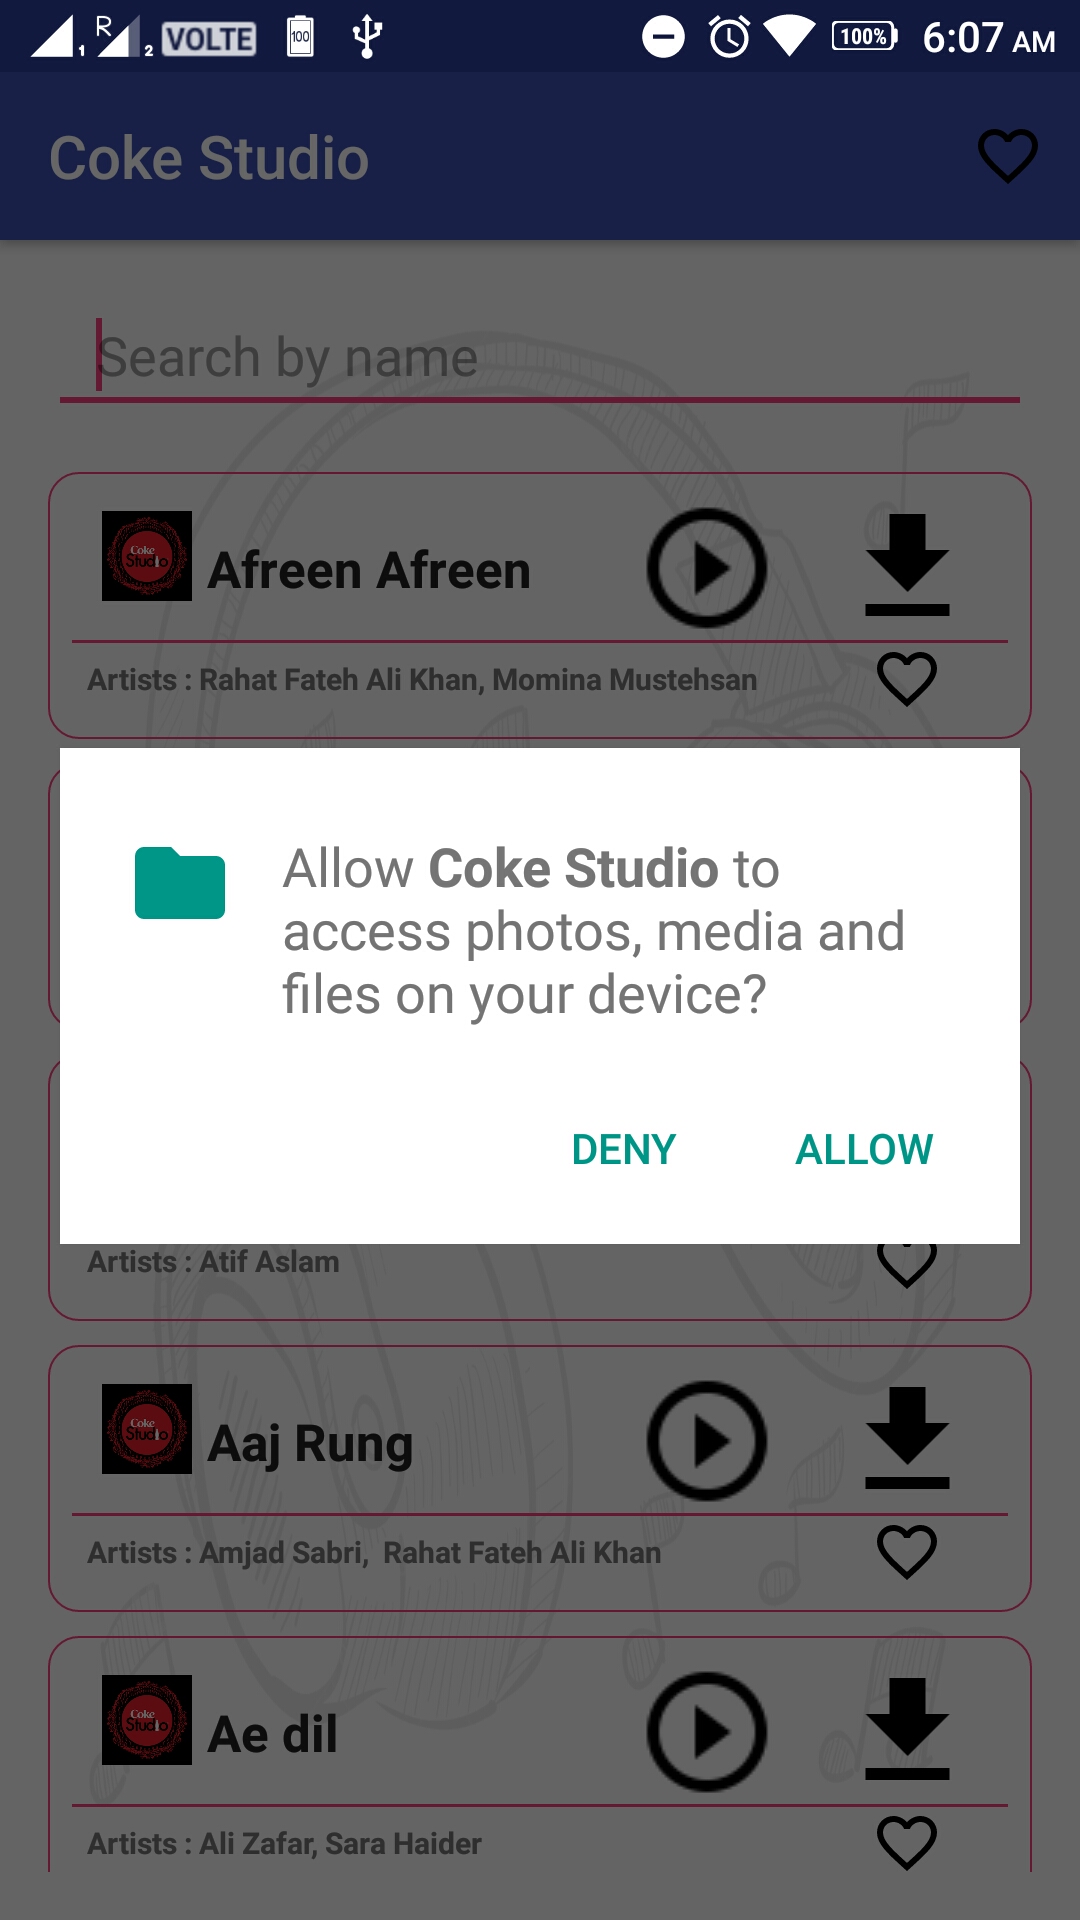 1 R 2 VOLTE 100 100% 6:07 AM
Coke Studio
Search by name
Coke Studio Afreen Afreen
Artists : Rahat Fateh Ali Khan, Momina Mustehsan
Allow Coke Studio to
access photos, media and
files on your device?
DENY ALLOW
Artists : Atif Aslam
Coke Studio Aaj Rung
Artists : Amjad Sabri,  Rahat Fateh Ali Khan
Coke Studio Ae dil
Artists : Ali Zafar, Sara Haider